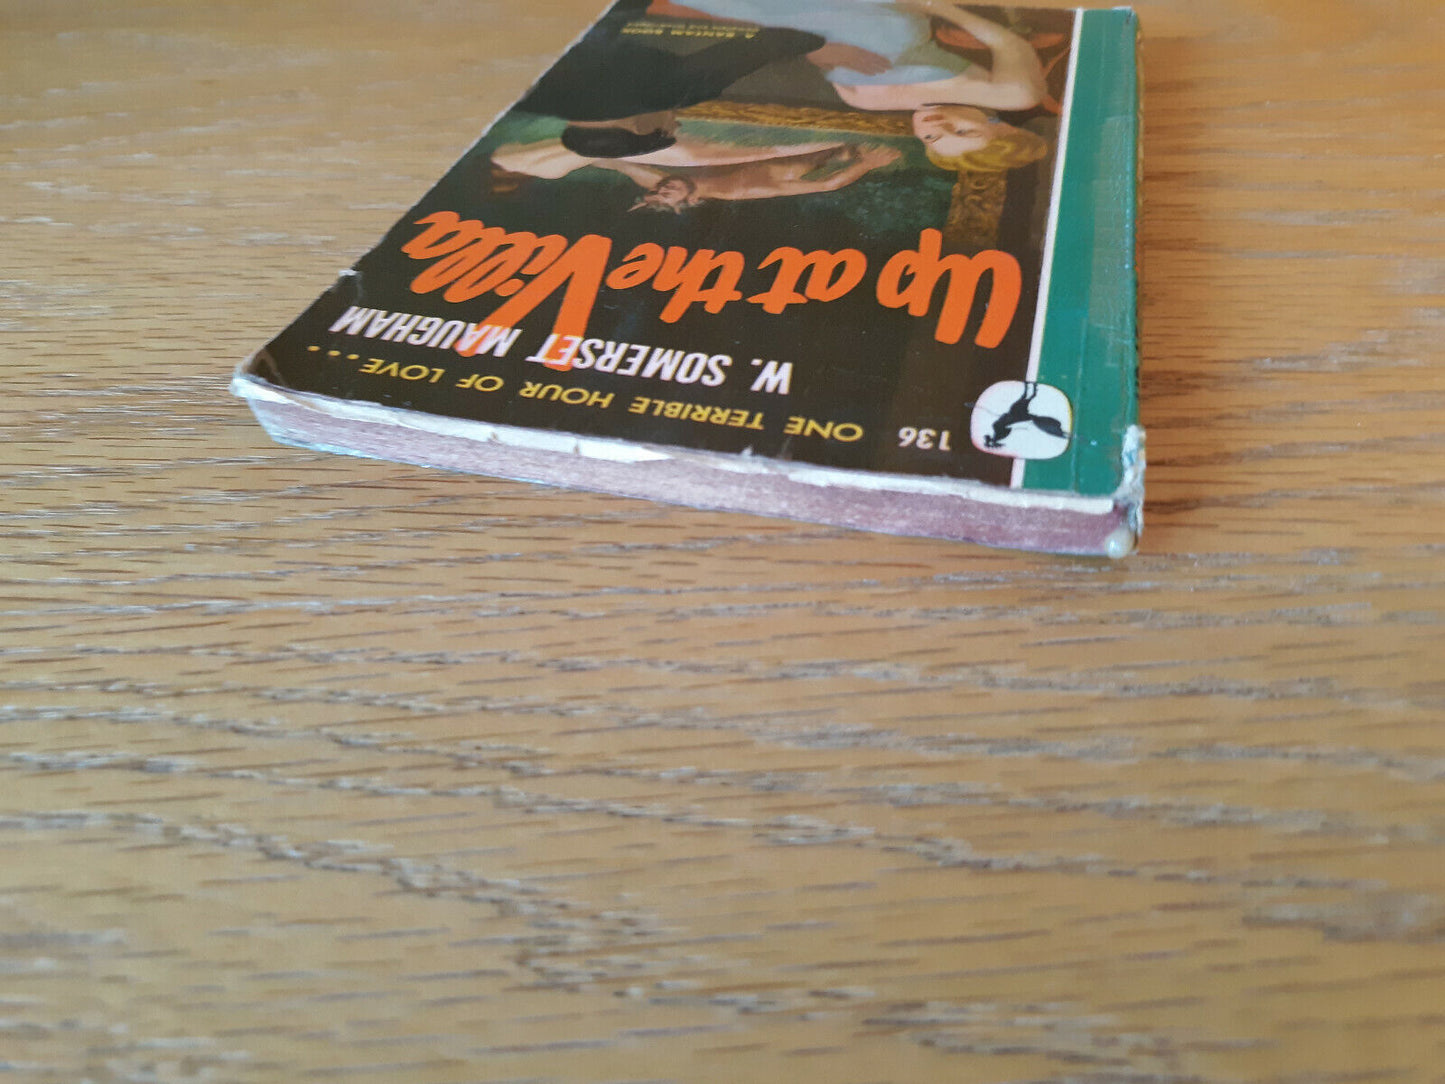 136 ONE TERRIBLE HOUR OF LOVE...
W. SOMERSET MAUGHAM
Up at the Villa
A BANTAM BOOK